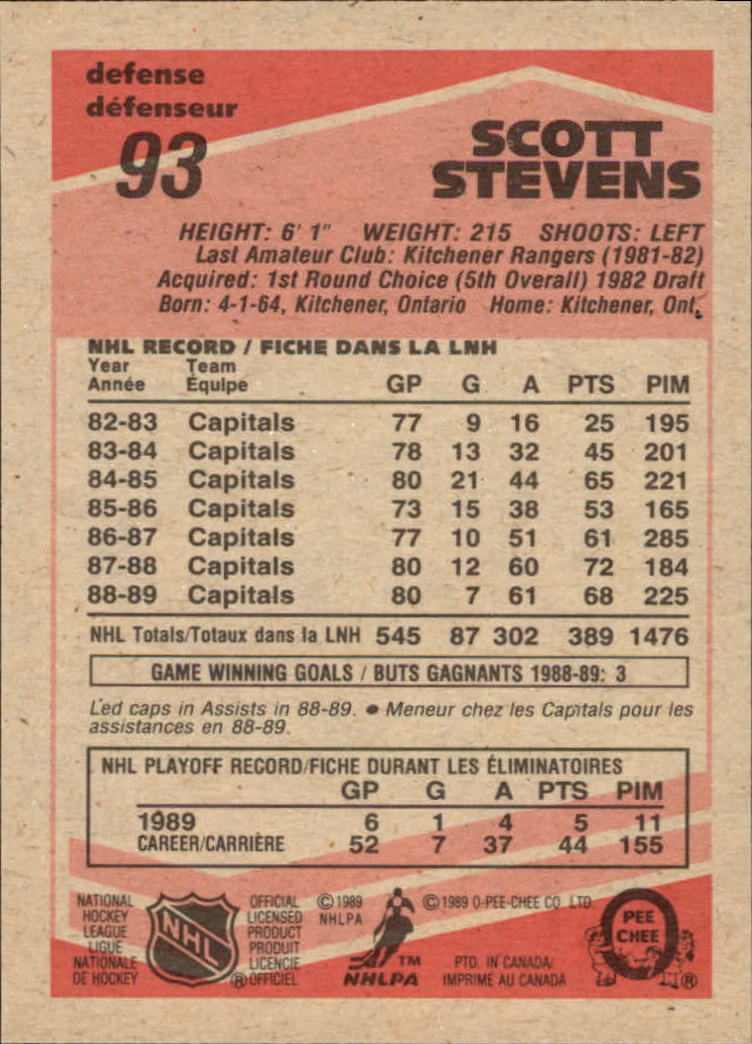 defense
défenseur
93
SCOTT
STEVENS
HEIGHT: 6' 1" WEIGHT: 215 SHOOTS: LEFT
Last Amateur Club: Kitchener Rangers (1981-82)
Acquired: 1st Round Choice (5th Overall) 1982 Draft
Born: 4-1-64, Kitchener, Ontario Home: Kitchener, Ont.
NHL RECORD / FICHE DANS LA LNH
Year Team
Année Équipe GP G A PTS PIM
82-83 Capitals 77 9 16 25 195
83-84 Capitals 78 13 32 45 201
84-85 Capitals 80 21 44 65 221
85-86 Capitals 73 15 38 53 165
86-87 Capitals 77 10 51 61 285
87-88 Capitals 80 12 60 72 184
88-89 Capitals 80 7 61 68 225
NHL Totals/Totaux dans la LNH 545 87 302 389 1476
GAME WINNING GOALS / BUTS GAGNANTS 1988-89: 3
Led caps in Assists in 88-89. • Meneur chez les Capitals pour les
assistances en 88-89.
NHL PLAYOFF RECORD/FICHE DURANT LES ÉLIMINATOIRES
GP G A PTS PIM
1989 6 1 4 5 11
CAREER/CARRIÈRE 52 7 37 44 155
NATIONAL
HOCKEY
LEAGUE
LIGUE
NATIONALE
DE HOCKEY
NHL
OFFICIAL
LICENSED
PRODUCT
PRODUIT
LICENCIE
® OFFICIEL
© 1989
NHLPA
TM
NHLPA
© 1989 O-PEE-CHEE CO. LTD.
PTD. IN CANADA/
IMPRIME AU CANADA
O
PEE
CHEE
®